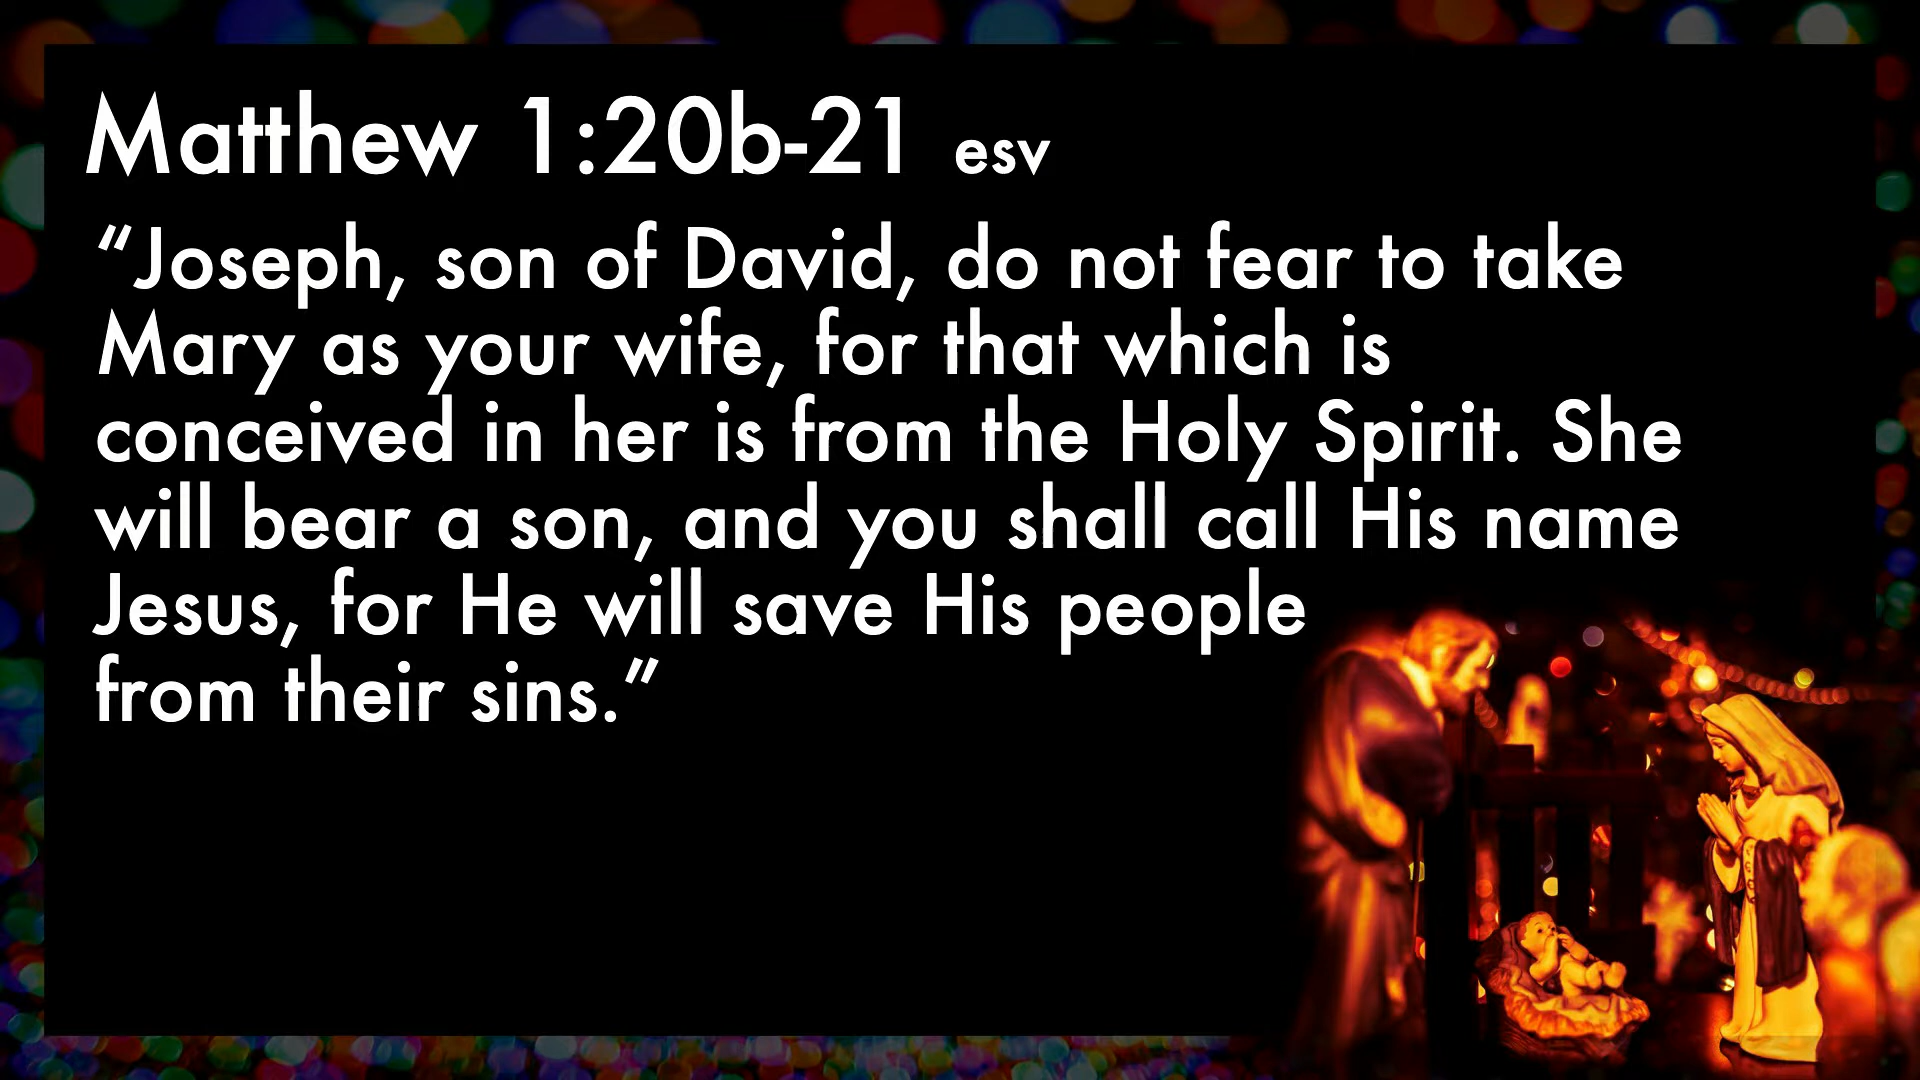 Matthew 1:20b-21 esv
“Joseph, son of David, do not fear to take
Mary as your wife, for that which is
conceived in her is from the Holy Spirit. She
will bear a son, and you shall call His name
Jesus, for He will save His people
from their sins.”